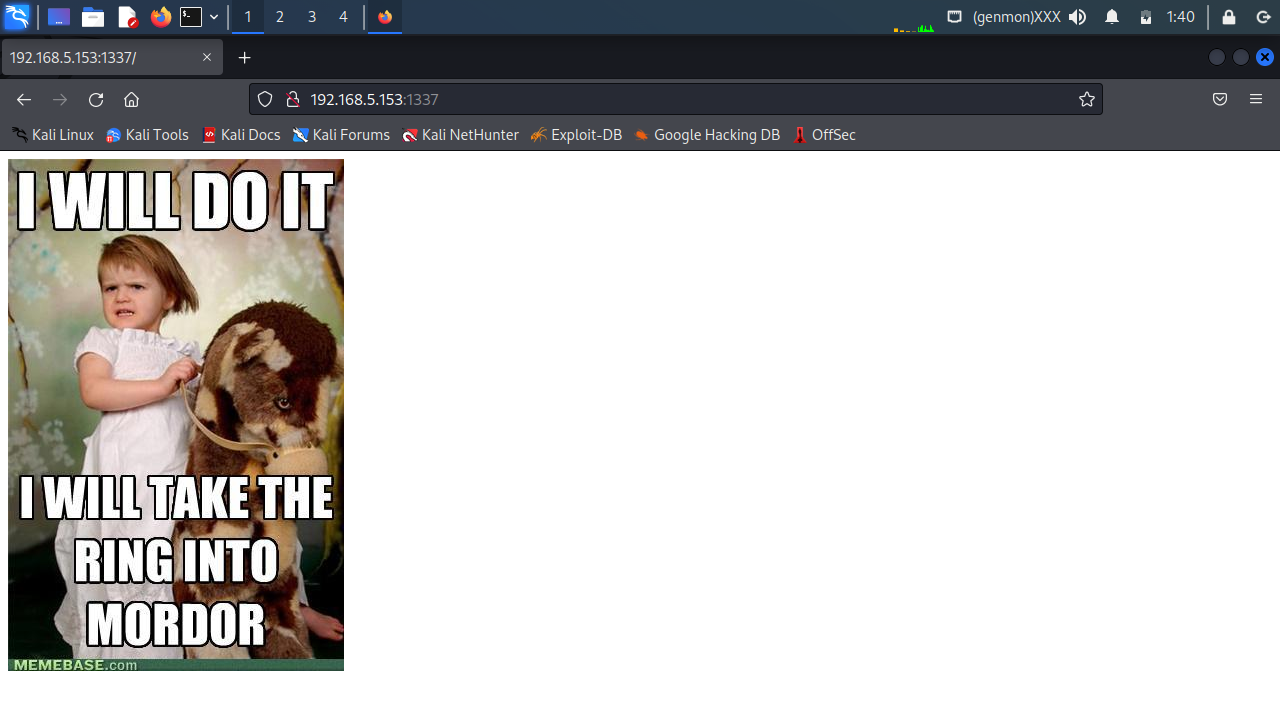 1 2 3 4 (genmon)XXX 1:40
192.168.5.153:1337/
192.168.5.153:1337
Kali Linux Kali Tools Kali Docs Kali Forums Kali NetHunter Exploit-DB Google Hacking DB OffSec
I WILL DO IT
I WILL TAKE THE
RING INTO
MORDOR
MEMEBASE.com